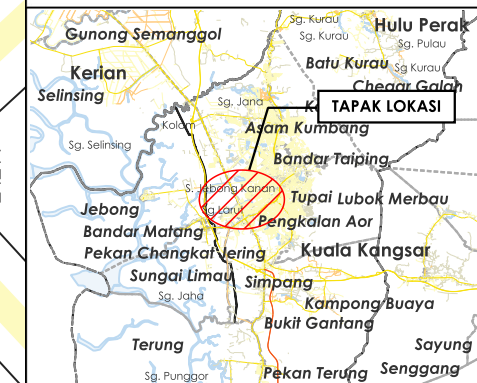 Sg. Kurau
Hulu Perak
Gunong Semanggol
Sg. Kurau
Sg. Pulau
Batu Kurau
Sg Kurau
Kerian
Chegar Galah
Selinsing
Sg. Jana
TAPAK LOKASI
Kolam
Asam Kumbang
Sg. Selinsing
Bandar Taiping
S. Jebong Kanan
Tupai
Lubok Merbau
Jebong
Sg Larut
Pengkalan Aor
Bandar Matang
Pekan Changkat Jering
Kuala Kangsar
Sungai Limau
Simpang
Sg. Jaha
Kampong Buaya
Bukit Gantang
Terung
Sayung
Pekan Terung
Senggang
Sg. Punggor